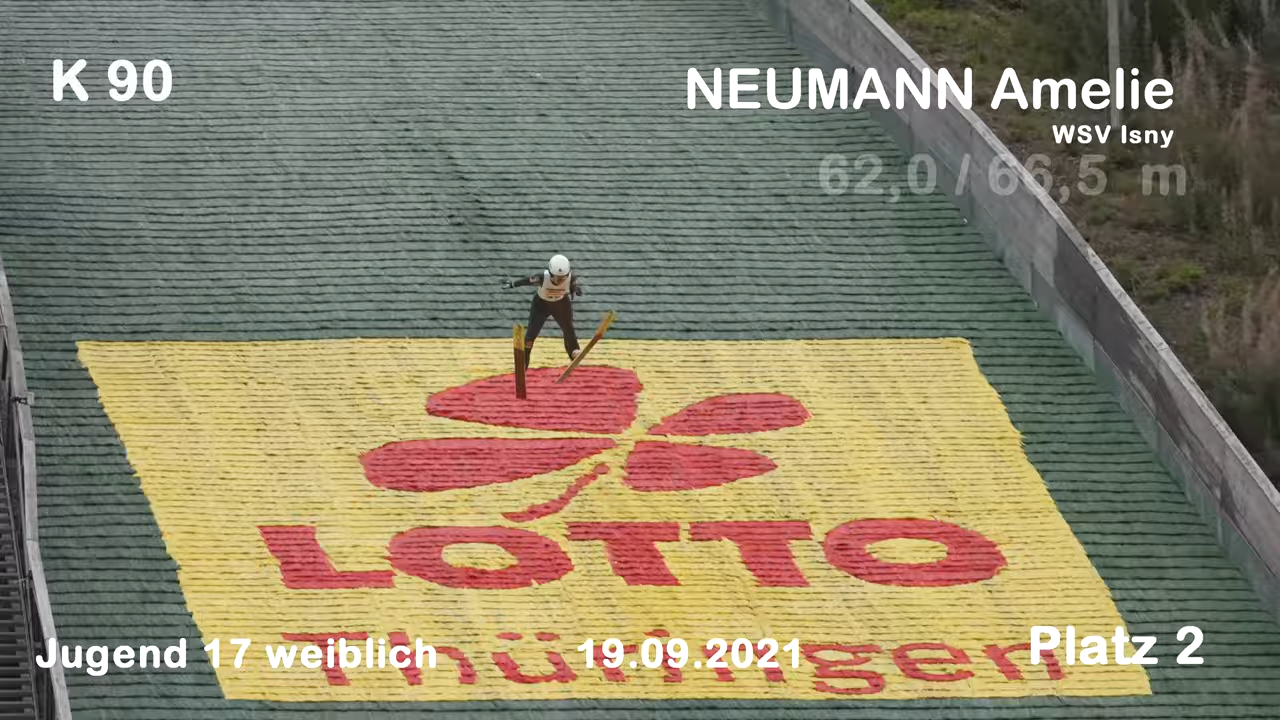 K 90
NEUMANN Amelie
WSV Isny
62,0 / 66,5 m
LOTTO
Thüringen
Jugend 17 weiblich
19.09.2021
Platz 2